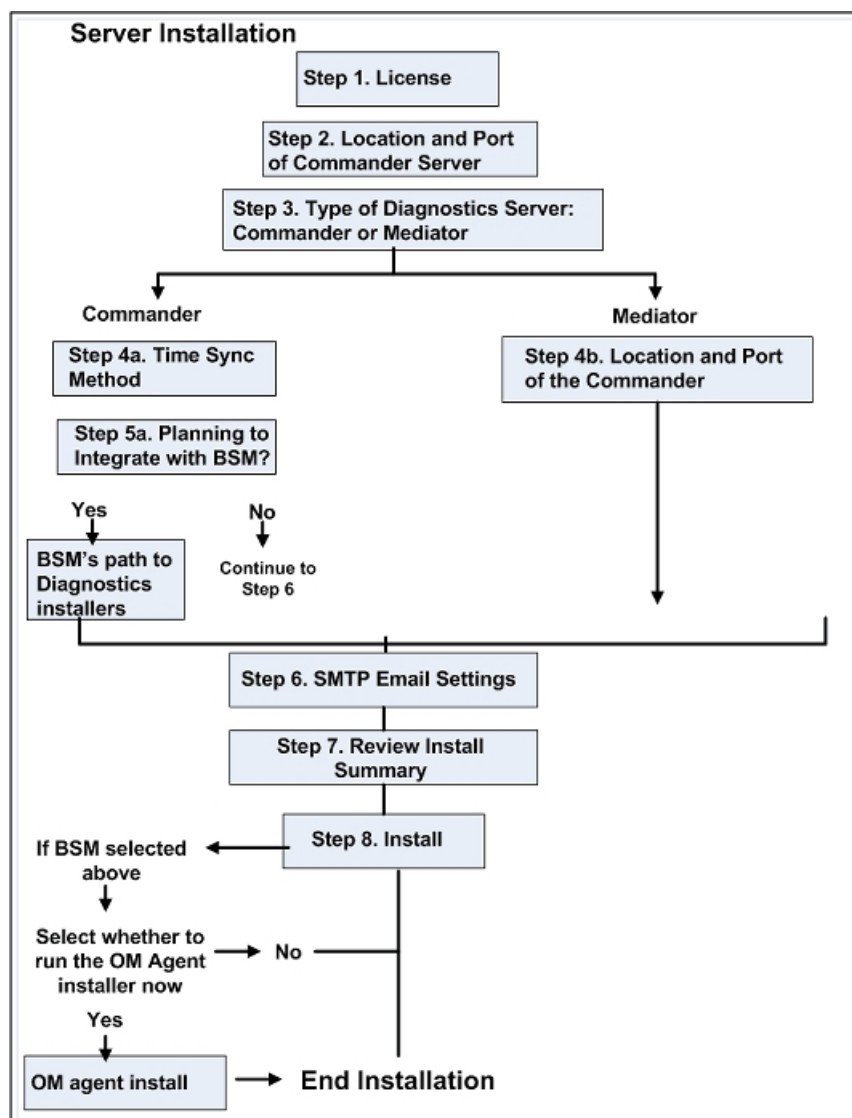 Server Installation
Step 1. License
Step 2. Location and Port
of Commander Server
Step 3. Type of Diagnostics Server:
Commander or Mediator
Commander
Mediator
Step 4a. Time Sync
Method
Step 4b. Location and Port
of the Commander
Step 5a. Planning to
Integrate with BSM?
Yes
No
BSM's path to
Diagnostics
installers
Continue to
Step 6
Step 6. SMTP Email Settings
Step 7. Review Install
Summary
Step 8. Install
If BSM selected
above
Select whether to
run the OM Agent
installer now
No
Yes
OM agent install
End Installation